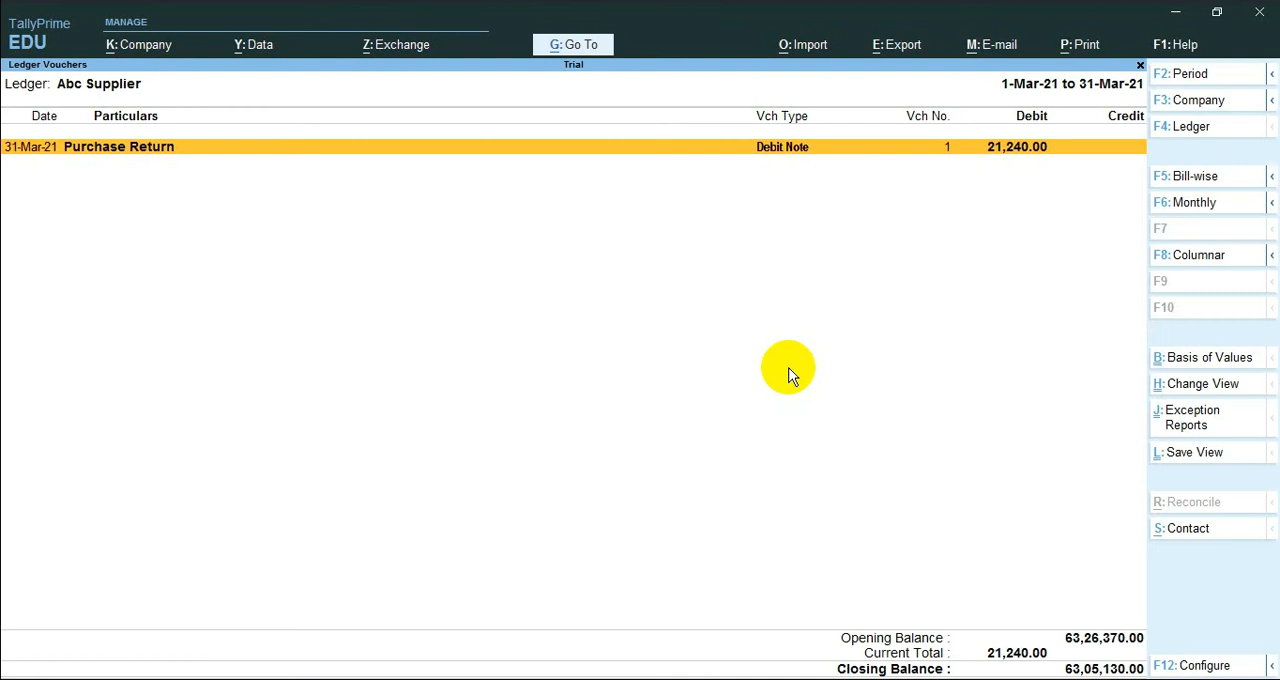 TallyPrime
EDU
MANAGE
K: Company
Y: Data
Z: Exchange
G: Go To
O: Import
E: Export
M: E-mail
P: Print
F1: Help
Ledger Vouchers
Trial
Ledger: Abc Supplier
1-Mar-21 to 31-Mar-21
Date Particulars Vch Type Vch No. Debit Credit
31-Mar-21 Purchase Return Debit Note 1 21,240.00
Opening Balance : 63,26,370.00
Current Total : 21,240.00
Closing Balance : 63,05,130.00
F2: Period
F3: Company
F4: Ledger
F5: Bill-wise
F6: Monthly
F7
F8: Columnar
F9
F10
B: Basis of Values
H: Change View
J: Exception
Reports
L: Save View
R: Reconcile
S: Contact
F12: Configure